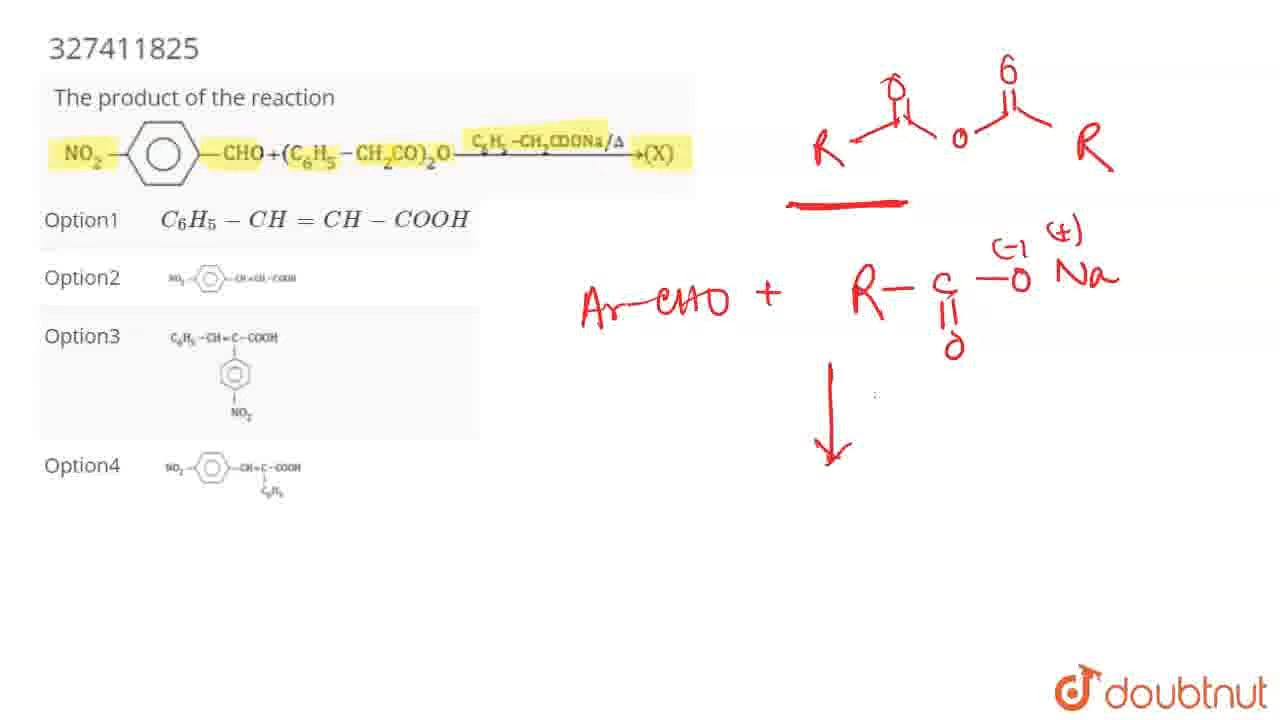 327411825
The product of the reaction
NO2 -CHO+(C6H5-CH2CO)2O C6H5-CH2COONa/Δ →(X)
Option1 C6H5 - CH = CH - COOH
Option2 NO2 -CH=CH-COOH
Option3 C6H5-CH=C-COOH
NO2
Option4 NO2 -CH=C-COOH
C6H5
O 6
R O R
(-) (+)
Ar-CHO + R-C-O Na
O
doubtnut